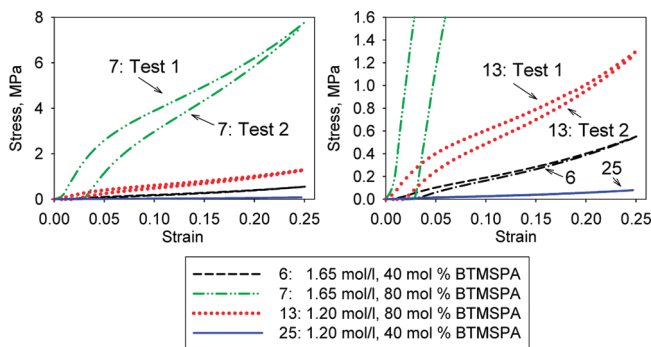 8
6
4
2
0
Stress, MPa
7: Test 1
7: Test 2
0.00 0.05 0.10 0.15 0.20 0.25
Strain
1.6
1.4
1.2
1.0
0.8
0.6
0.4
0.2
0.0
Stress, MPa
13: Test 1
13: Test 2
6
25
0.00 0.05 0.10 0.15 0.20 0.25
Strain
6: 1.65 mol/l, 40 mol % BTMSPA
7: 1.65 mol/l, 80 mol % BTMSPA
13: 1.20 mol/l, 80 mol % BTMSPA
25: 1.20 mol/l, 40 mol % BTMSPA